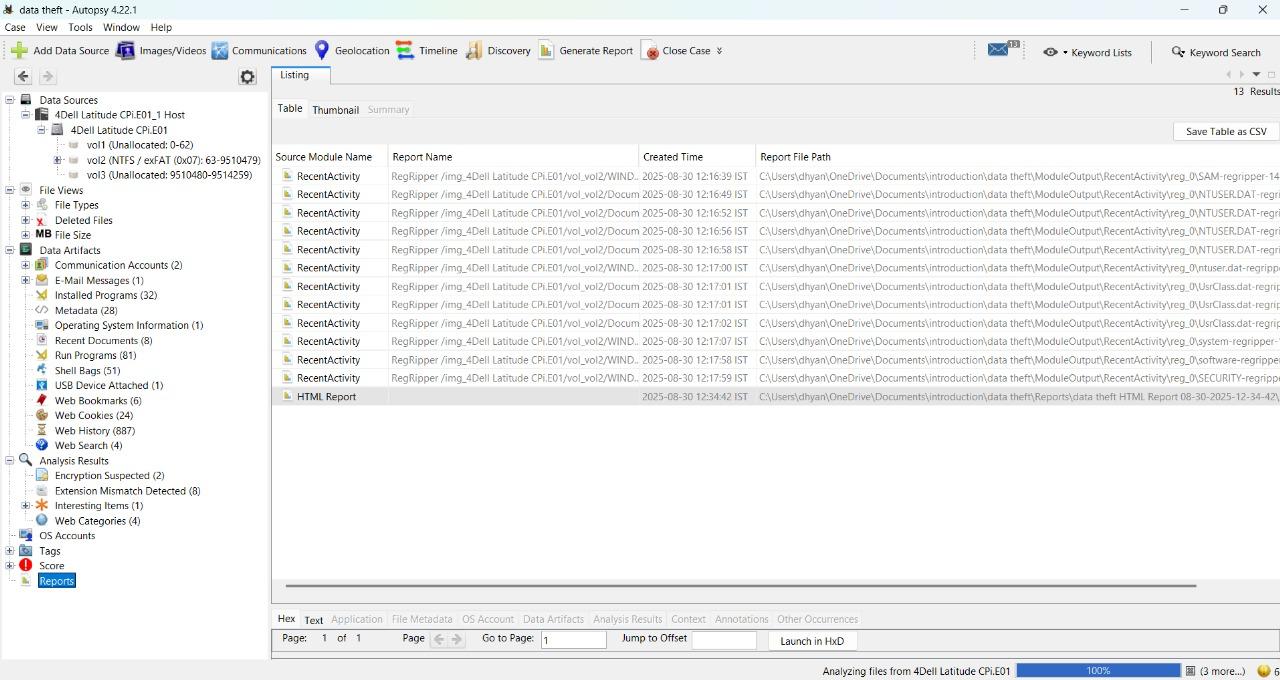 data theft - Autopsy 4.22.1
Case View Tools Window Help
Add Data Source Images/Videos Communications Geolocation Timeline Discovery Generate Report Close Case 13 Keyword Lists Keyword Search
Listing
13 Results
Table Thumbnail Summary
Save Table as CSV
Data Sources
4Dell Latitude CPi.E01_1 Host
4Dell Latitude CPi.E01
vol1 (Unallocated: 0-62)
vol2 (NTFS / exFAT (0x07): 63-9510479)
vol3 (Unallocated: 9510480-9514259)
File Views
File Types
Deleted Files
MB File Size
Data Artifacts
Communication Accounts (2)
E-Mail Messages (1)
Installed Programs (32)
Metadata (28)
Operating System Information (1)
Recent Documents (8)
Run Programs (81)
Shell Bags (51)
USB Device Attached (1)
Web Bookmarks (6)
Web Cookies (24)
Web History (887)
Web Search (4)
Analysis Results
Encryption Suspected (2)
Extension Mismatch Detected (8)
Interesting Items (1)
Web Categories (4)
OS Accounts
Tags
Score
Reports
Source Module Name Report Name Created Time Report File Path
RecentActivity RegRipper /img_4Dell Latitude CPi.E01/vol_vol2/WIND... 2025-08-30 12:16:39 IST C:\Users\dhyan\OneDrive\Documents\introduction\data theft\ModuleOutput\RecentActivity\reg_0\SAM-regripper-14
RecentActivity RegRipper /img_4Dell Latitude CPi.E01/vol_vol2/Docum 2025-08-30 12:16:49 IST C:\Users\dhyan\OneDrive\Documents\introduction\data theft\ModuleOutput\RecentActivity\reg_0\NTUSER.DAT-regri
RecentActivity RegRipper /img_4Dell Latitude CPi.E01/vol_vol2/Docum 2025-08-30 12:16:52 IST C:\Users\dhyan\OneDrive\Documents\introduction\data theft\ModuleOutput\RecentActivity\reg_0\NTUSER.DAT-regri
RecentActivity RegRipper /img_4Dell Latitude CPi.E01/vol_vol2/Docum 2025-08-30 12:16:56 IST C:\Users\dhyan\OneDrive\Documents\introduction\data theft\ModuleOutput\RecentActivity\reg_0\NTUSER.DAT-regri
RecentActivity RegRipper /img_4Dell Latitude CPi.E01/vol_vol2/Docum 2025-08-30 12:16:58 IST C:\Users\dhyan\OneDrive\Documents\introduction\data theft\ModuleOutput\RecentActivity\reg_0\NTUSER.DAT-regri
RecentActivity RegRipper /img_4Dell Latitude CPi.E01/vol_vol2/WIND... 2025-08-30 12:17:00 IST C:\Users\dhyan\OneDrive\Documents\introduction\data theft\ModuleOutput\RecentActivity\reg_0\ntuser.dat-regripp
RecentActivity RegRipper /img_4Dell Latitude CPi.E01/vol_vol2/Docum 2025-08-30 12:17:01 IST C:\Users\dhyan\OneDrive\Documents\introduction\data theft\ModuleOutput\RecentActivity\reg_0\UsrClass.dat-regrip
RecentActivity RegRipper /img_4Dell Latitude CPi.E01/vol_vol2/Docum 2025-08-30 12:17:01 IST C:\Users\dhyan\OneDrive\Documents\introduction\data theft\ModuleOutput\RecentActivity\reg_0\UsrClass.dat-regrip
RecentActivity RegRipper /img_4Dell Latitude CPi.E01/vol_vol2/Docum 2025-08-30 12:17:02 IST C:\Users\dhyan\OneDrive\Documents\introduction\data theft\ModuleOutput\RecentActivity\reg_0\UsrClass.dat-regrip
RecentActivity RegRipper /img_4Dell Latitude CPi.E01/vol_vol2/WIND... 2025-08-30 12:17:07 IST C:\Users\dhyan\OneDrive\Documents\introduction\data theft\ModuleOutput\RecentActivity\reg_0\system-regripper-
RecentActivity RegRipper /img_4Dell Latitude CPi.E01/vol_vol2/WIND... 2025-08-30 12:17:58 IST C:\Users\dhyan\OneDrive\Documents\introduction\data theft\ModuleOutput\RecentActivity\reg_0\software-regrippe
RecentActivity RegRipper /img_4Dell Latitude CPi.E01/vol_vol2/WIND... 2025-08-30 12:17:59 IST C:\Users\dhyan\OneDrive\Documents\introduction\data theft\ModuleOutput\RecentActivity\reg_0\SECURITY-regripp
HTML Report 2025-08-30 12:34:42 IST C:\Users\dhyan\OneDrive\Documents\introduction\data theft\Reports\data theft HTML Report 08-30-2025-12-34-42\
Hex Text Application File Metadata OS Account Data Artifacts Analysis Results Context Annotations Other Occurrences
Page: 1 of 1 Page Go to Page: 1 Jump to Offset Launch in HxD
Analyzing files from 4Dell Latitude CPi.E01 100% (3 more...) 6